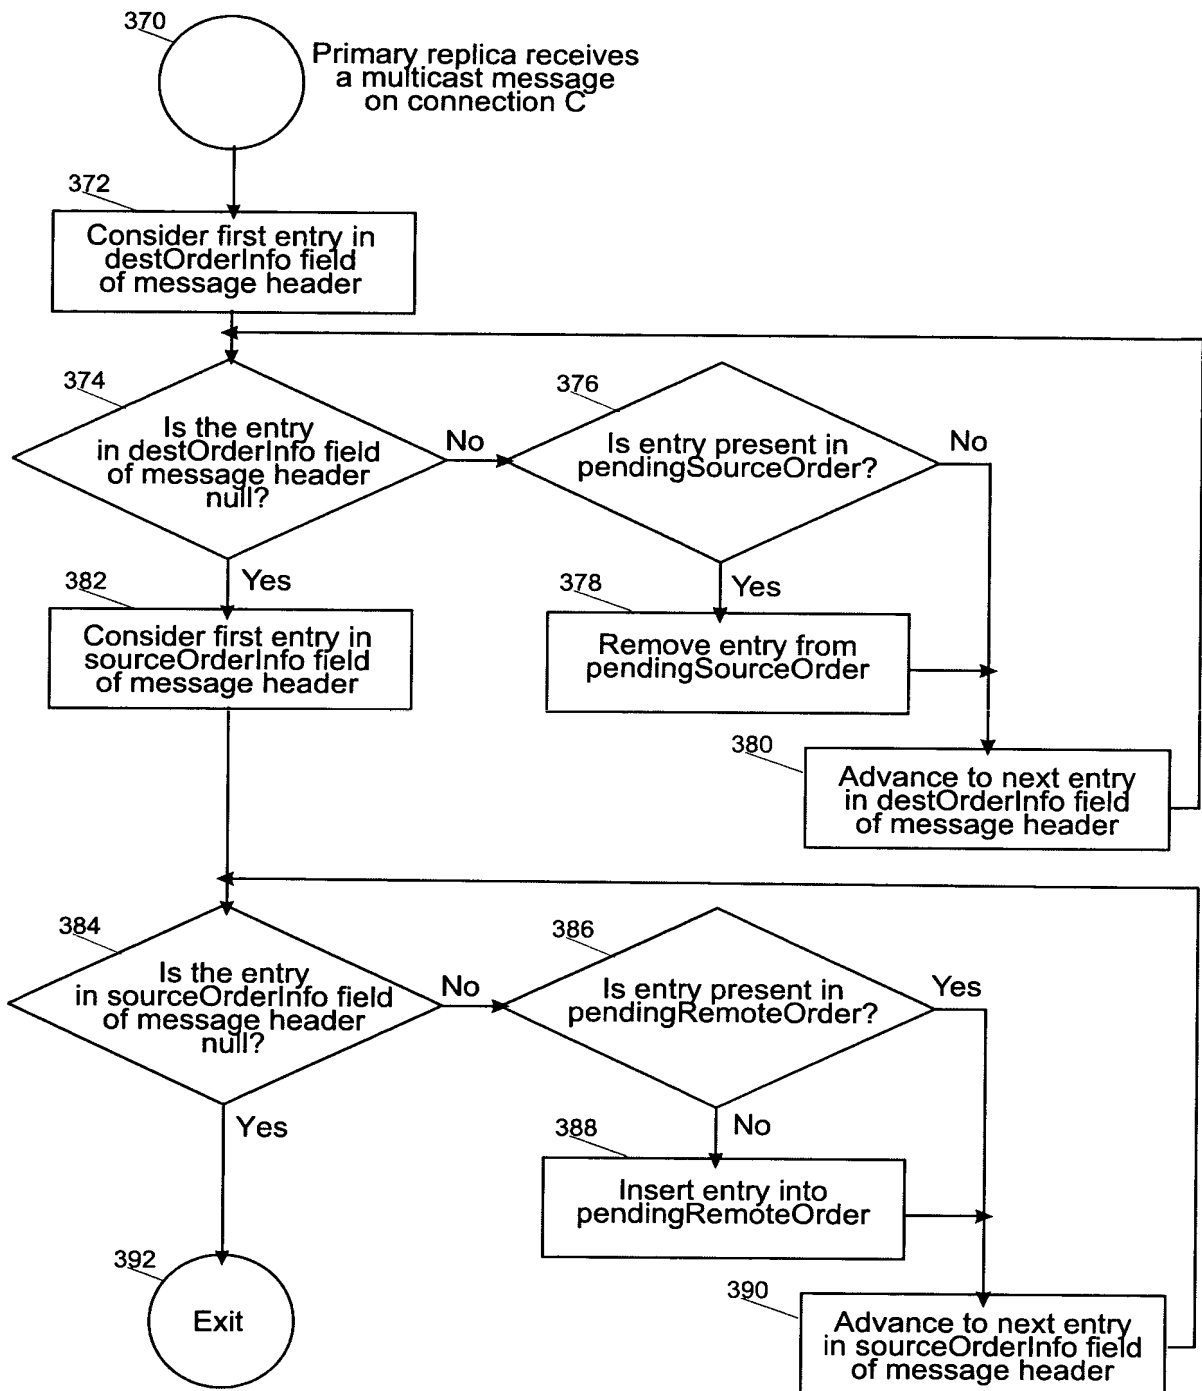 370
Primary replica receives
a multicast message
on connection C
372
Consider first entry in
destOrderInfo field
of message header
374
Is the entry
in destOrderInfo field
of message header
null?
No
376
Is entry present in
pendingSourceOrder?
No
Yes
Yes
378
Remove entry from
pendingSourceOrder
380
Advance to next entry
in destOrderInfo field
of message header
382
Consider first entry in
sourceOrderInfo field
of message header
384
Is the entry
in sourceOrderInfo field
of message header
null?
No
386
Is entry present in
pendingRemoteOrder?
Yes
Yes
No
388
Insert entry into
pendingRemoteOrder
390
Advance to next entry
in sourceOrderInfo field
of message header
392
Exit